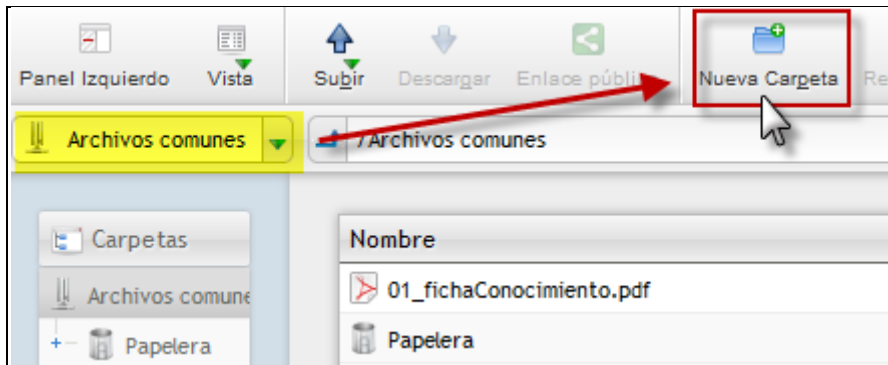 Panel Izquierdo Vista Subir Descargar Enlace públi Nueva Carpeta Re
Archivos comunes /Archivos comunes
Carpetas Nombre
Archivos comune 01_fichaConocimiento.pdf
Papelera Papelera